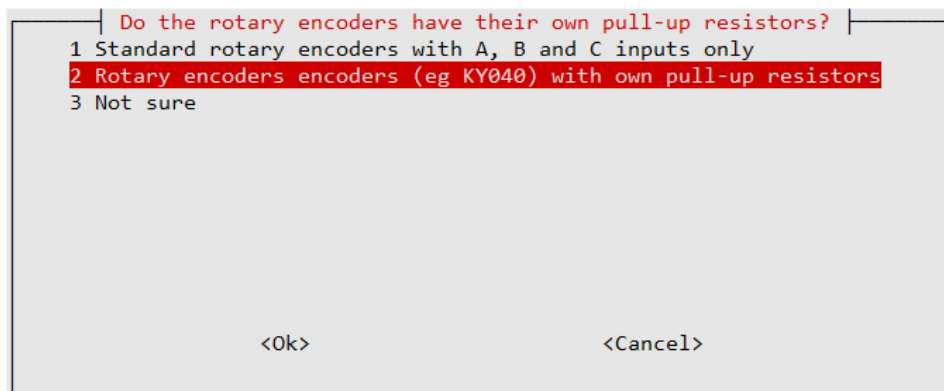 Do the rotary encoders have their own pull-up resistors?
1 Standard rotary encoders with A, B and C inputs only
2 Rotary encoders encoders (eg KY040) with own pull-up resistors
3 Not sure
<Ok> <Cancel>